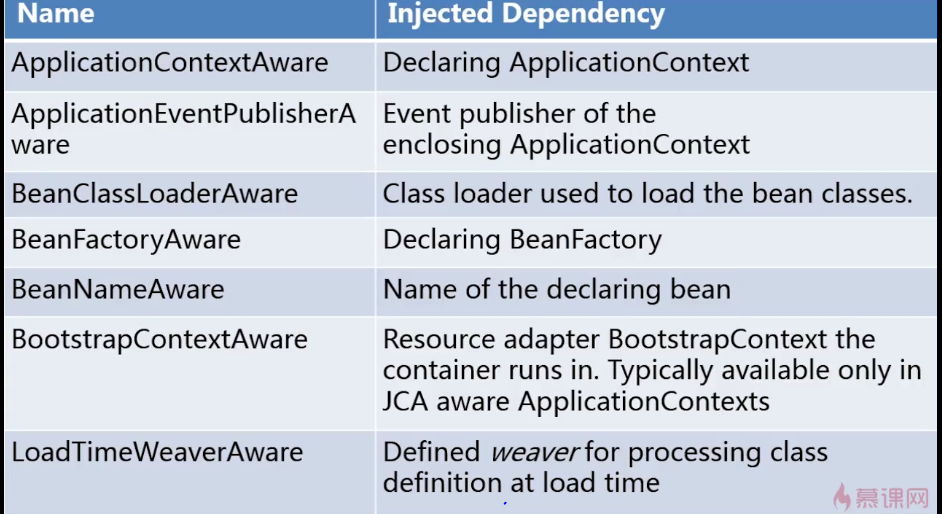 Name
Injected Dependency
ApplicationContextAware
Declaring ApplicationContext
ApplicationEventPublisherA
ware
Event publisher of the
enclosing ApplicationContext
BeanClassLoaderAware
Class loader used to load the bean classes.
BeanFactoryAware
Declaring BeanFactory
BeanNameAware
Name of the declaring bean
BootstrapContextAware
Resource adapter BootstrapContext the
container runs in. Typically available only in
JCA aware ApplicationContexts
LoadTimeWeaverAware
Defined weaver for processing class
definition at load time
慕课网